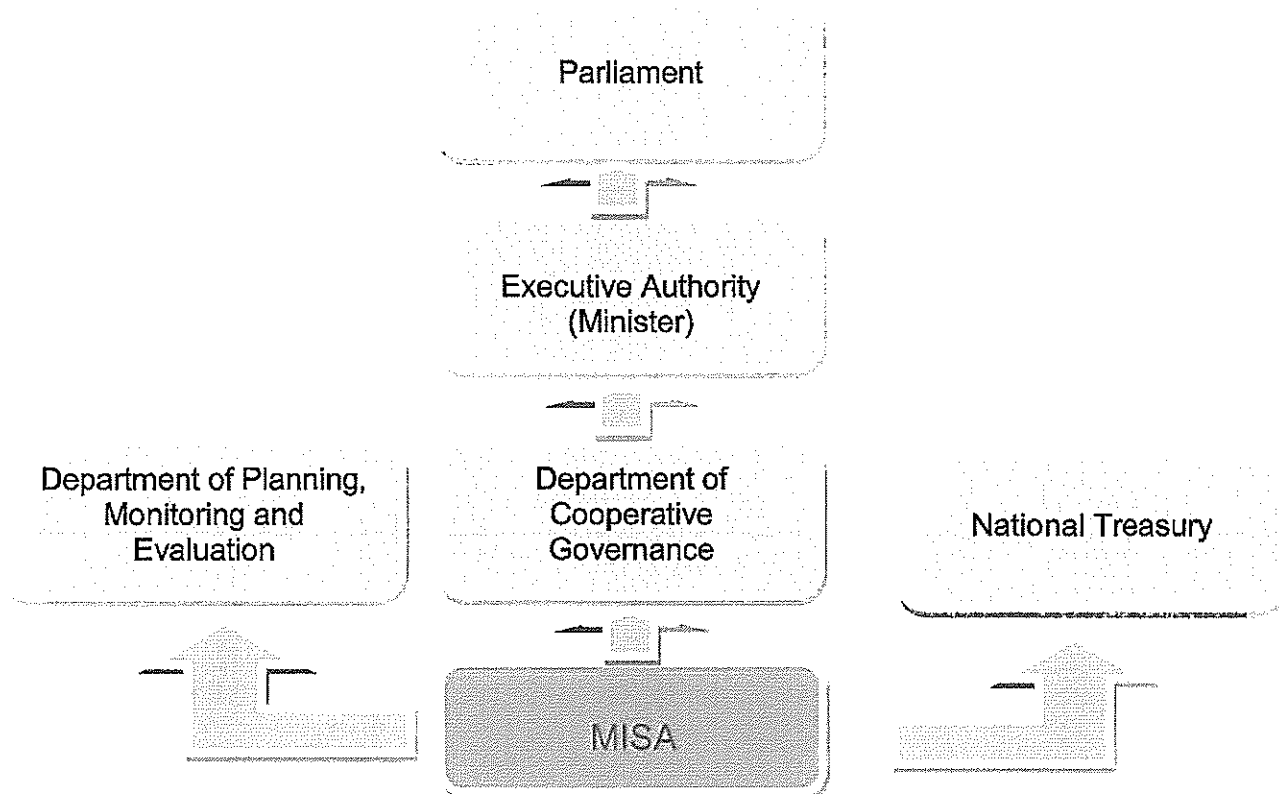 Parliament
Executive Authority
(Minister)
Department of Planning,
Monitoring and
Evaluation
Department of
Cooperative
Governance
National Treasury
MISA